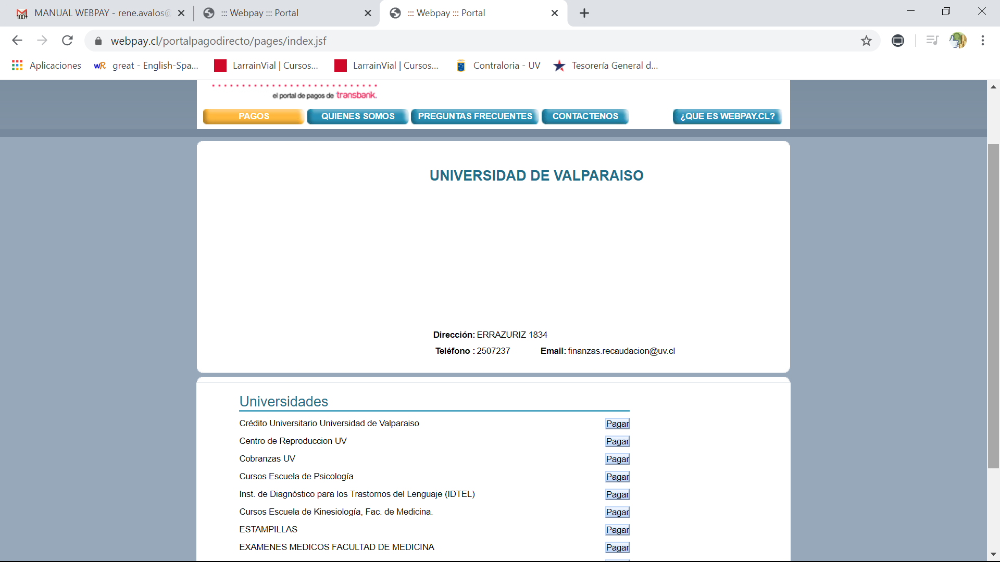 MANUAL WEBPAY - rene.avalos@
::: Webpay ::: Portal
::: Webpay ::: Portal
webpay.cl/portalpagodirecto/pages/index.jsf
Aplicaciones
great - English-Spa...
LarrainVial | Cursos...
LarrainVial | Cursos...
Contraloria - UV
Tesorería General d...
el portal de pagos de transbank.
PAGOS
QUIENES SOMOS
PREGUNTAS FRECUENTES
CONTACTENOS
¿QUE ES WEBPAY.CL?
UNIVERSIDAD DE VALPARAISO
Dirección: ERRAZURIZ 1834
Teléfono : 2507237 Email: finanzas.recaudacion@uv.cl
Universidades
Crédito Universitario Universidad de Valparaiso Pagar
Centro de Reproduccion UV Pagar
Cobranzas UV Pagar
Cursos Escuela de Psicología Pagar
Inst. de Diagnóstico para los Trastornos del Lenguaje (IDTEL) Pagar
Cursos Escuela de Kinesiología, Fac. de Medicina. Pagar
ESTAMPILLAS Pagar
EXAMENES MEDICOS FACULTAD DE MEDICINA Pagar